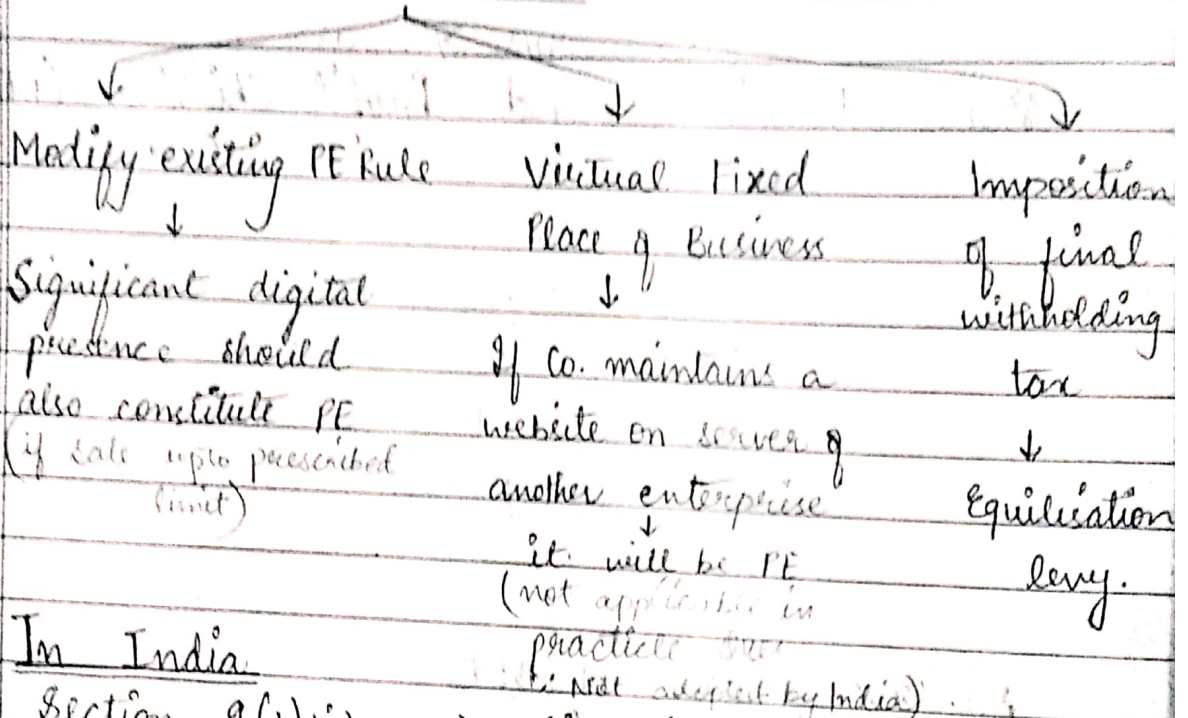 Modify existing PE Rule
↓
Significant digital
presence should
also constitute PE
(if sale upto prescribed
limit)
Virtual Fixed
Place of Business
↓
If Co. maintains a
website on server of
another enterprise
↓
it will be PE
(not applicable in
practice
Not adopted by India)
Imposition
of final
withholding
tax
↓
Equilisation
levy.
In India
Section